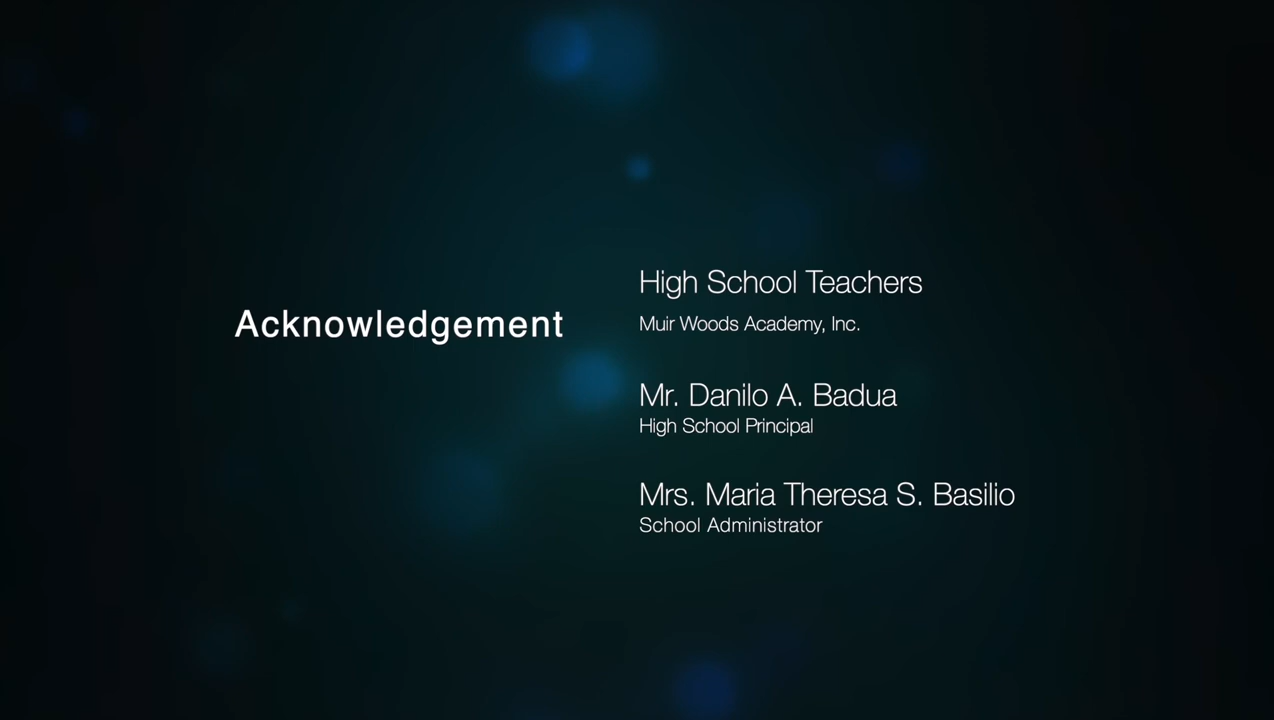 Acknowledgement
High School Teachers
Muir Woods Academy, Inc.
Mr. Danilo A. Badua
High School Principal
Mrs. Maria Theresa S. Basilio
School Administrator